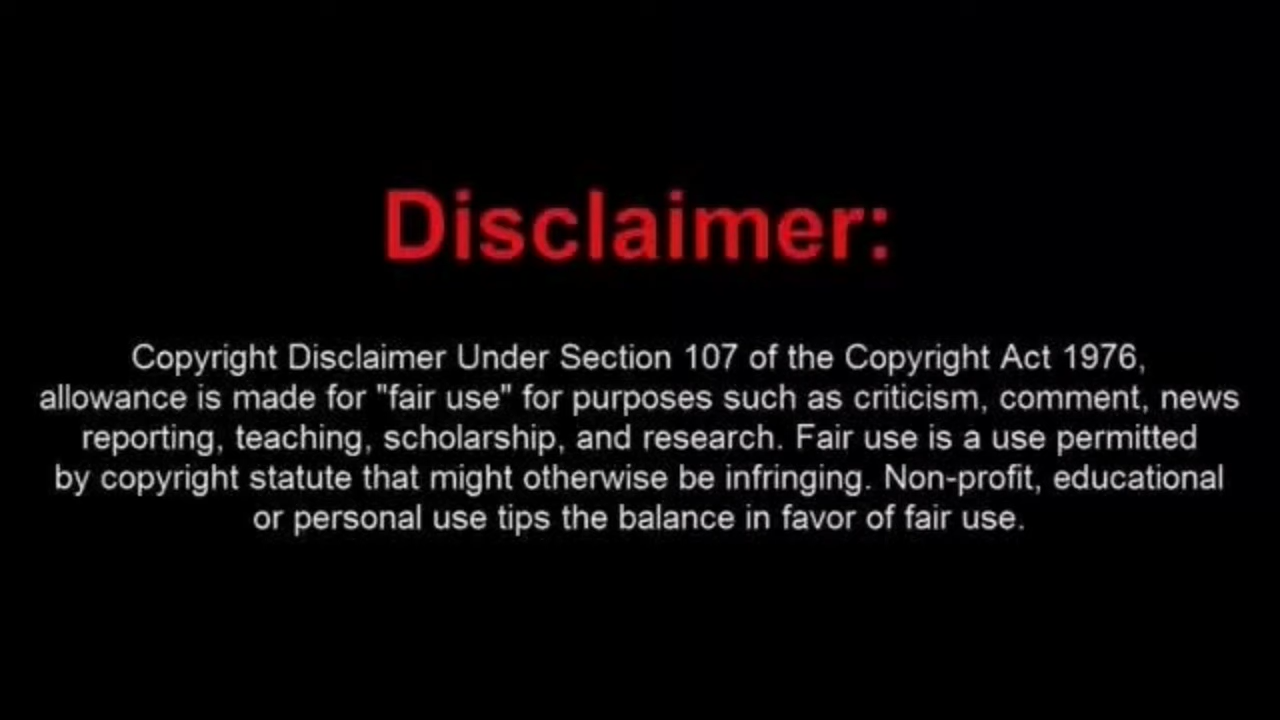 Disclaimer:
Copyright Disclaimer Under Section 107 of the Copyright Act 1976,
allowance is made for "fair use" for purposes such as criticism, comment, news
reporting, teaching, scholarship, and research. Fair use is a use permitted
by copyright statute that might otherwise be infringing. Non-profit, educational
or personal use tips the balance in favor of fair use.